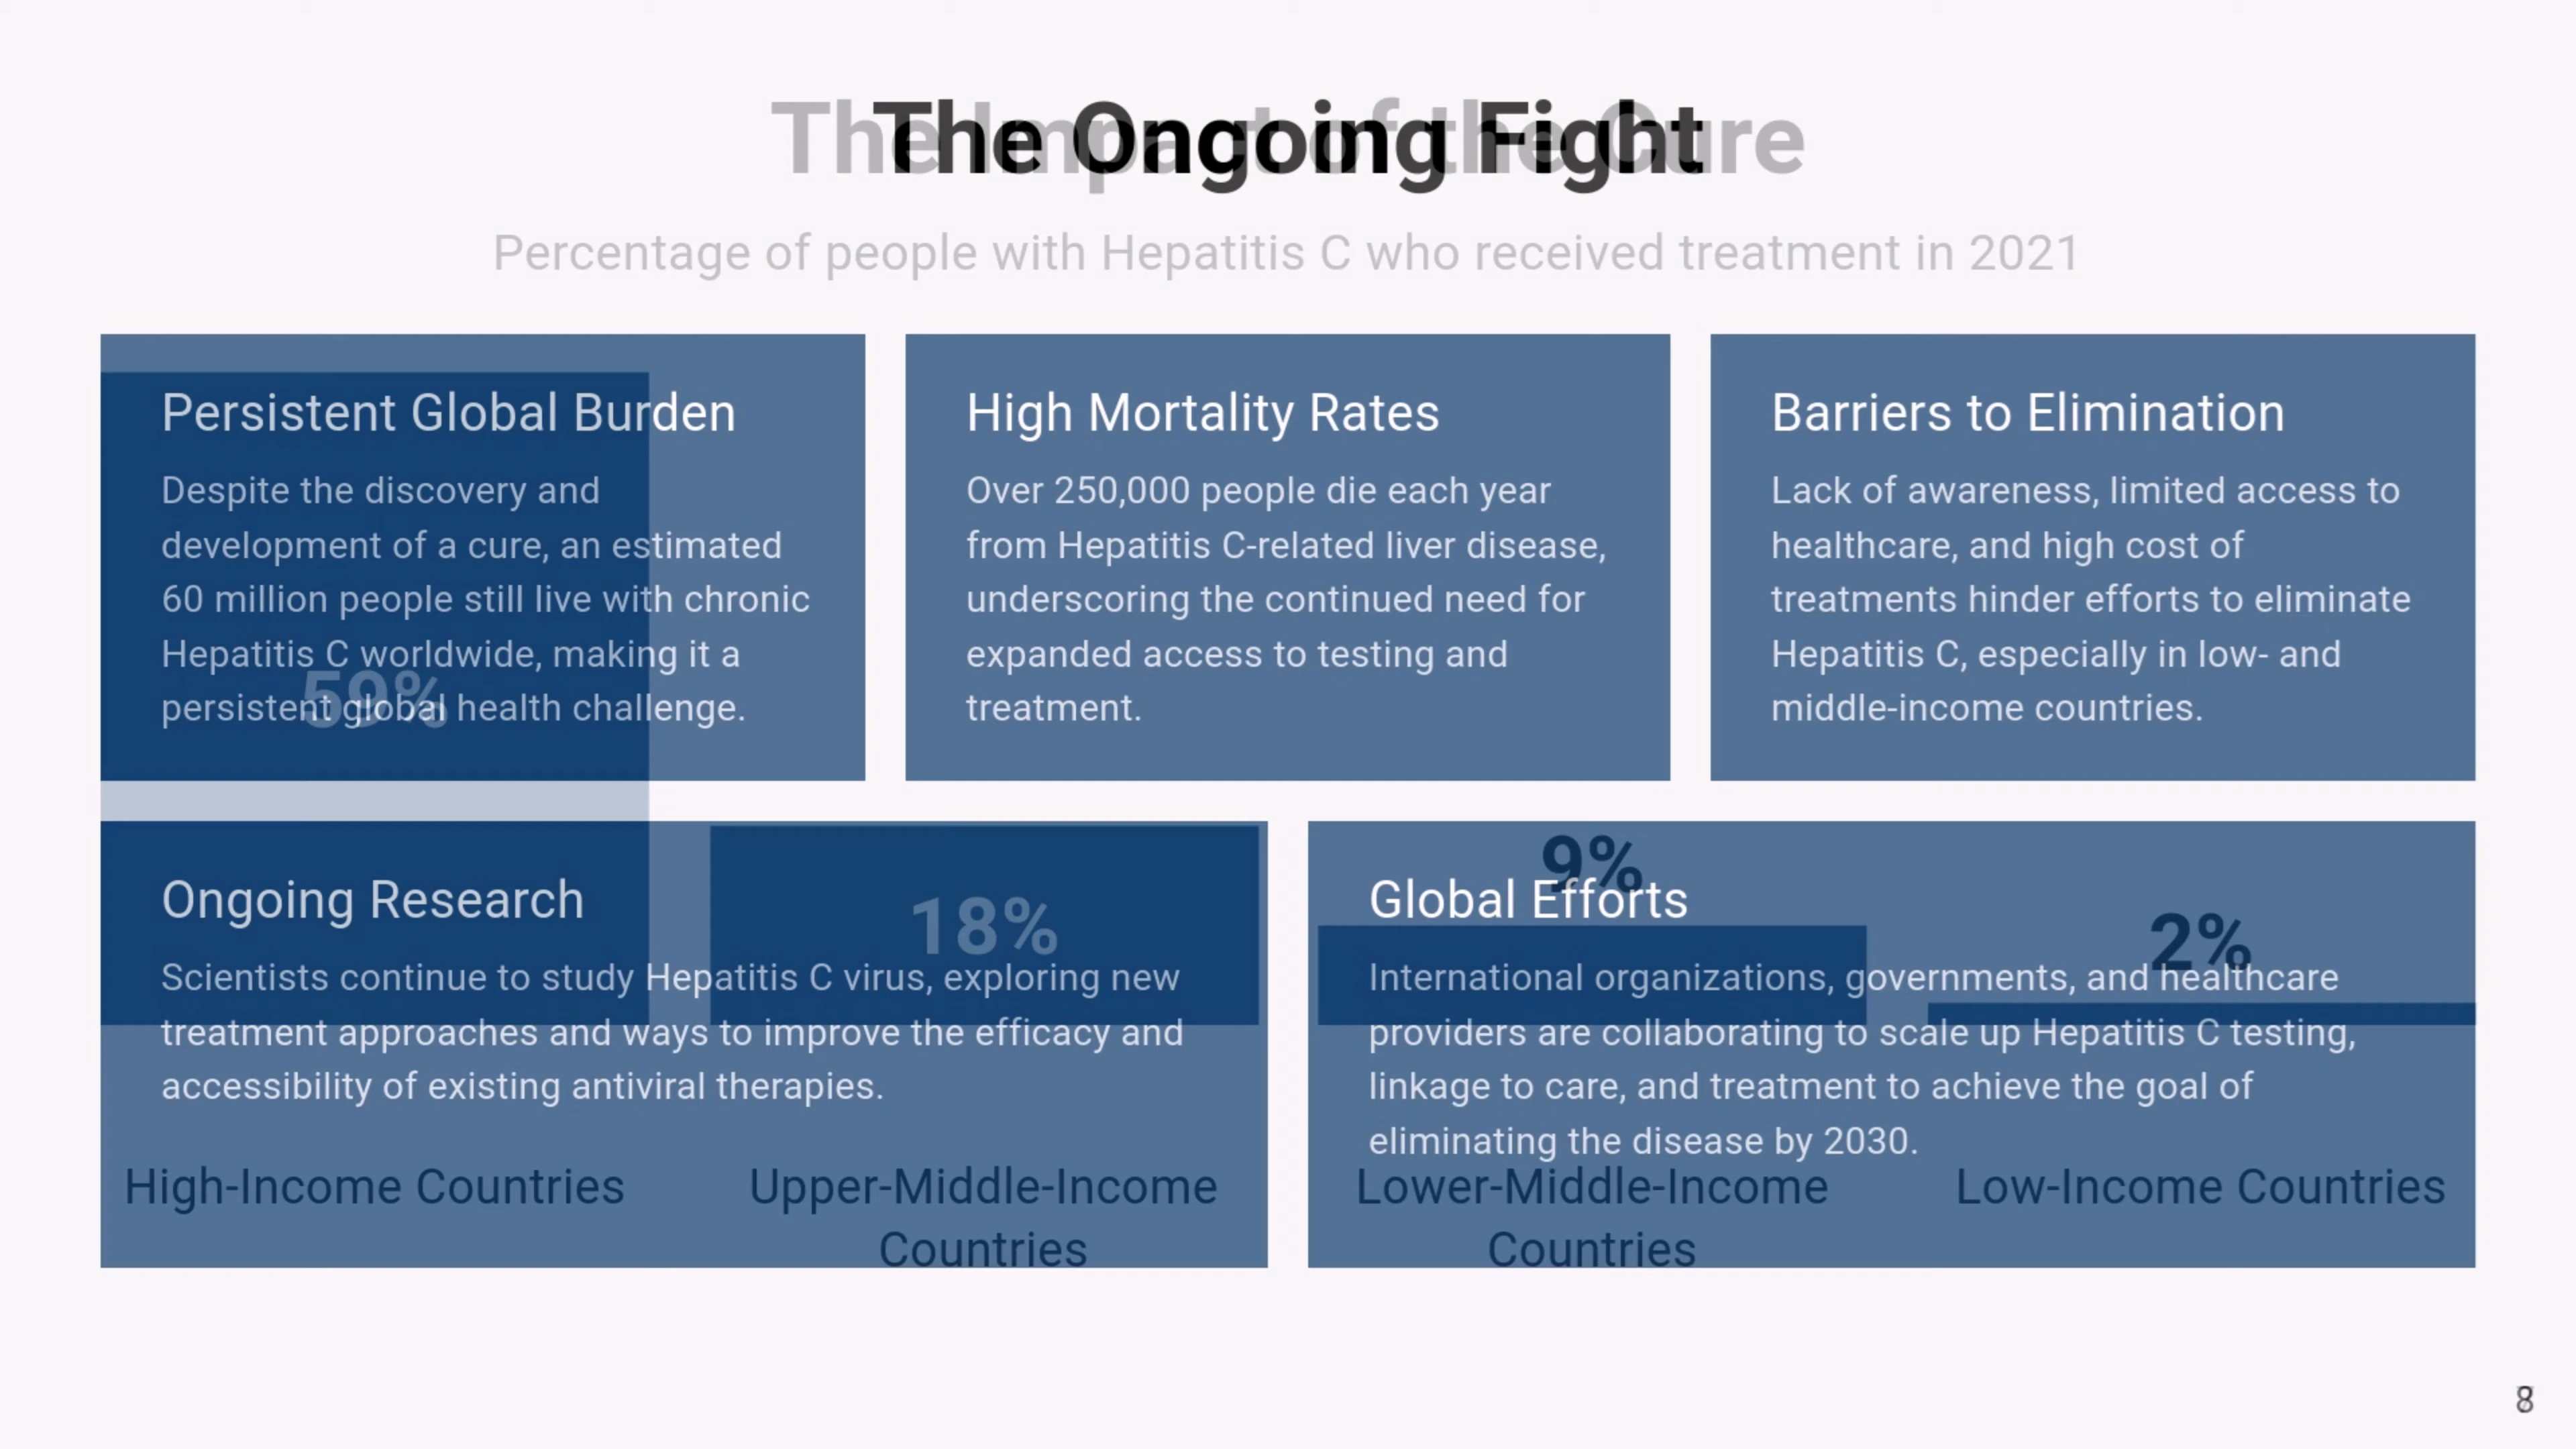 The Impact of the Cure
The Ongoing Fight
Percentage of people with Hepatitis C who received treatment in 2021
Persistent Global Burden
Despite the discovery and
development of a cure, an estimated
60 million people still live with chronic
Hepatitis C worldwide, making it a
persistent global health challenge.
59%
High Mortality Rates
Over 250,000 people die each year
from Hepatitis C-related liver disease,
underscoring the continued need for
expanded access to testing and
treatment.
Barriers to Elimination
Lack of awareness, limited access to
healthcare, and high cost of
treatments hinder efforts to eliminate
Hepatitis C, especially in low- and
middle-income countries.
Ongoing Research
18%
Scientists continue to study Hepatitis C virus, exploring new
treatment approaches and ways to improve the efficacy and
accessibility of existing antiviral therapies.
9%
Global Efforts
2%
International organizations, governments, and healthcare
providers are collaborating to scale up Hepatitis C testing,
linkage to care, and treatment to achieve the goal of
eliminating the disease by 2030.
High-Income Countries
Upper-Middle-Income
Countries
Lower-Middle-Income
Countries
Low-Income Countries
8